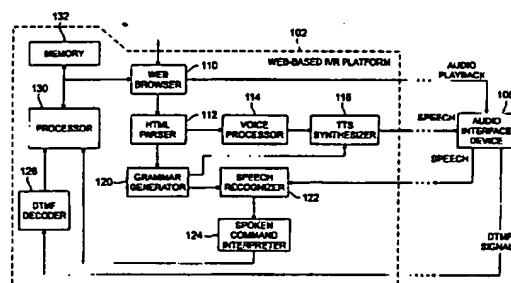 132
102
MEMORY
110
WEB-BASED IVR PLATFORM
130
WEB
BROWSER
AUDIO
PLAYBACK
112
114
116
PROCESSOR
HTML
PARSER
VOICE
PROCESSOR
TTS
SYNTHESIZER
SPEECH
AUDIO
INTERFACE
DEVICE
SPEECH
120
GRAMMAR
GENERATOR
SPEECH
RECOGNIZER
122
DTMF
DECODER
124
SPOKEN
COMMAND
INTERPRETER
DTMF